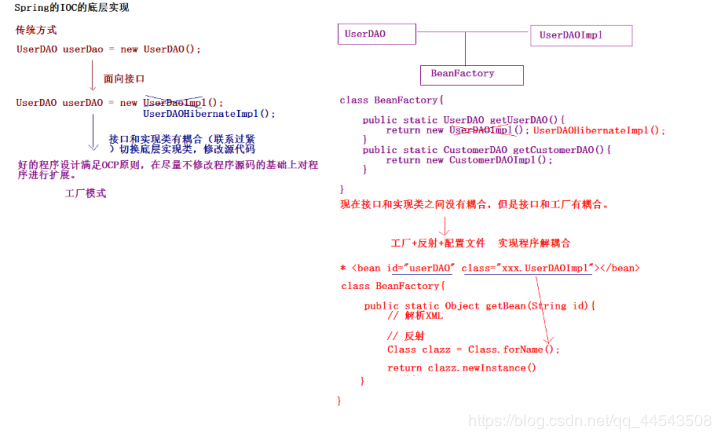 Spring的IOC的底层实现
传统方式
UserDAO userDao = new UserDAO();
面向接口
UserDAO userDAO = new UserDaoImpl();
UserDAOHibernateImpl();
接口和实现类有耦合（联系过紧
）切换底层实现类，修改源代码
好的程序设计满足OCP原则，在尽量不修改程序源码的基础上对程
序进行扩展。
工厂模式
UserDAO
UserDAOImpl
BeanFactory
class BeanFactory{
public static UserDAO getUserDAO(){
return new UserDAOImpl(); UserDAOHibernateImpl();
}
public static CustomerDAO getCustomerDAO(){
return new CustomerDAOImpl();
}
}
现在接口和实现类之间没有耦合，但是接口和工厂有耦合。
工厂+反射+配置文件 实现程序解耦合
* <bean id="userDAO" class="xxx.UserDAOImpl"></bean>
class BeanFactory{
public static Object getBean(String id){
// 解析XML
// 反射
Class clazz = Class.forName();
return clazz.newInstance()
}
}
https://blog.csdn.net/qq_44543508